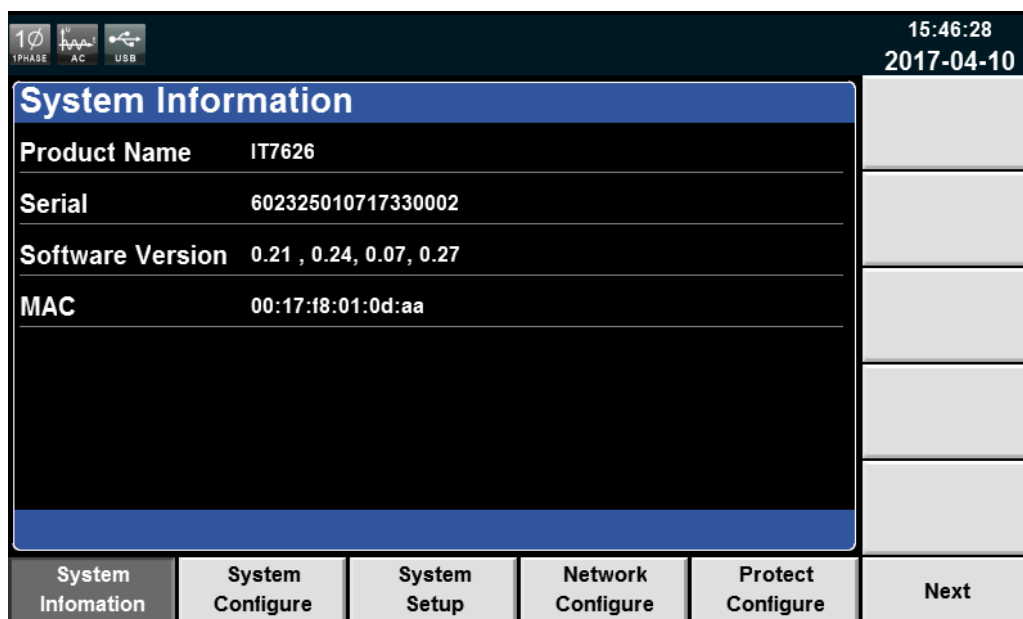 1Ø
1PHASE
U t
AC
USB
15:46:28
2017-04-10
System Information
Product Name IT7626
Serial 602325010717330002
Software Version 0.21 , 0.24, 0.07, 0.27
MAC 00:17:f8:01:0d:aa
System Infomation
System Configure
System Setup
Network Configure
Protect Configure
Next